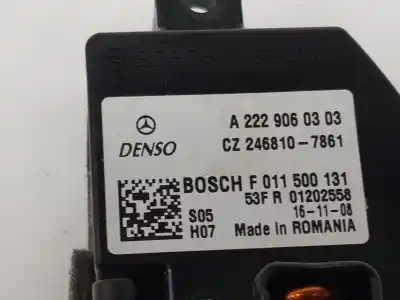 BOSCH
A 222 906 03 03
DENSO
CZ 246810-7861
BOSCH F 011 500 131
53F R 01202558
S05
16-11-08
H07
Made in ROMANIA